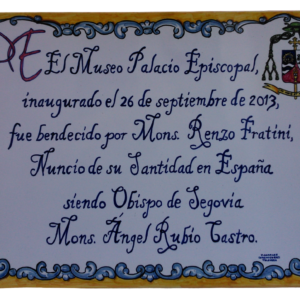 El Museo Palacio Episcopal,
inaugurado el 26 de septiembre de 2013,
fue bendecido por Mons. Renzo Fratini,
Nuncio de su Santidad en España
siendo Obispo de Segovia
Mons. Ángel Rubio Castro.